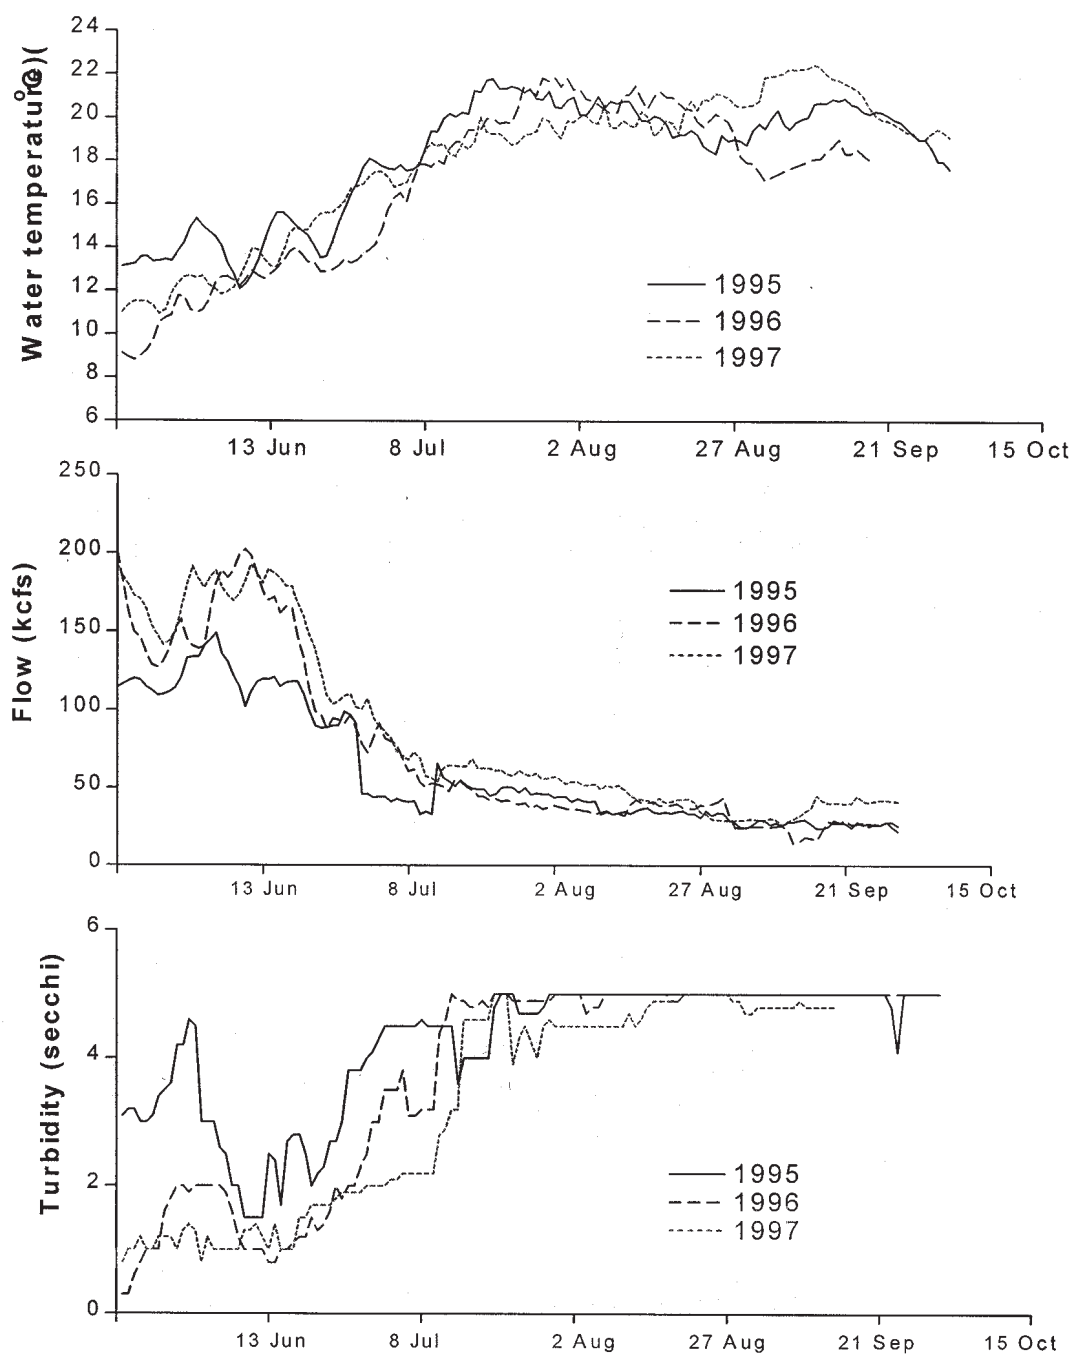 Water temperature (°C)
24
22
20
18
16
14
12
10
8
6
1995
1996
1997
13 Jun
8 Jul
2 Aug
27 Aug
21 Sep
15 Oct
Flow (kcfs)
250
200
150
100
50
0
1995
1996
1997
13 Jun
8 Jul
2 Aug
27 Aug
21 Sep
15 Oct
Turbidity (secchi)
6
4
2
0
1995
1996
1997
13 Jun
8 Jul
2 Aug
27 Aug
21 Sep
15 Oct